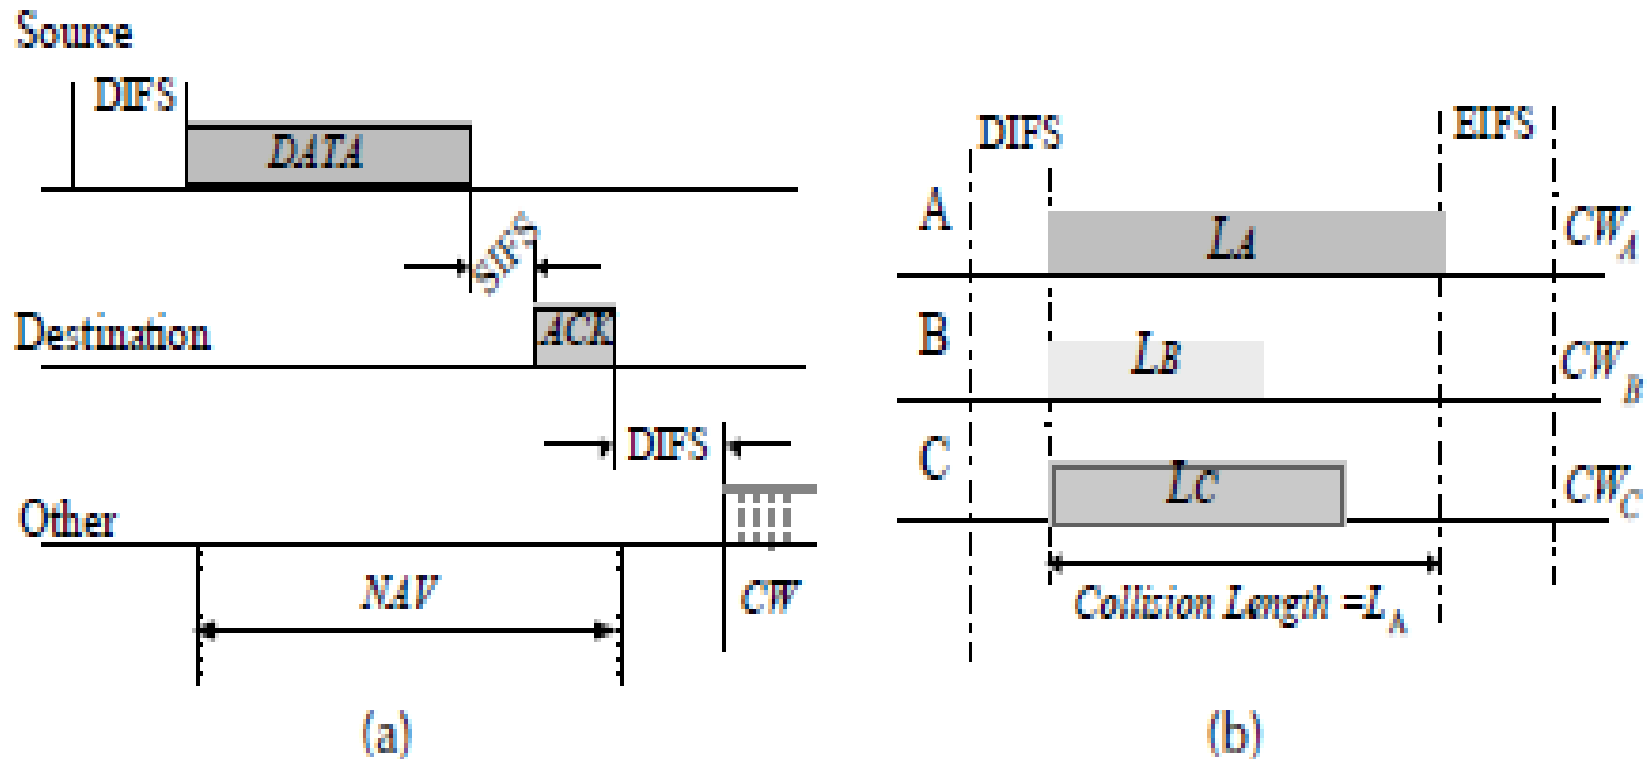 Source
DIFS
DATA
SIFS
Destination
ACK
DIFS
Other
NAV
CW
(a)
DIFS
EIFS
A
LA
CWA
B
LB
CWB
C
LC
CWC
Collision Length =LA
(b)